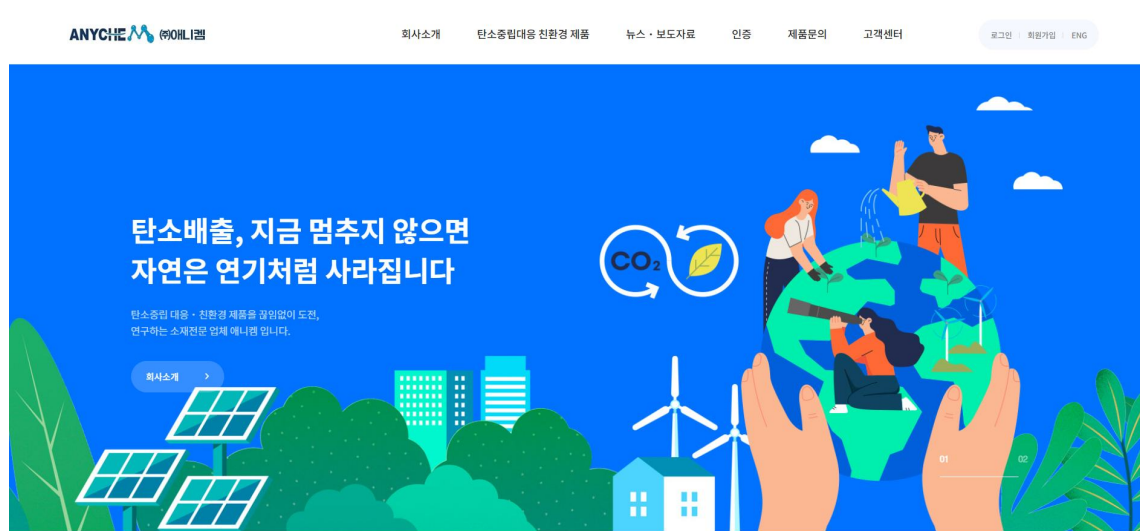 ANYCHEM ㈜애니켐
회사소개 탄소중립대응 친환경 제품 뉴스・보도자료 인증 제품문의 고객센터 로그인 회원가입 ENG
탄소배출, 지금 멈추지 않으면
자연은 연기처럼 사라집니다
탄소중립 대응・친환경 제품을 끊임없이 도전,
연구하는 소재전문 업체 애니켐 입니다.
회사소개 >
CO₂
01 02